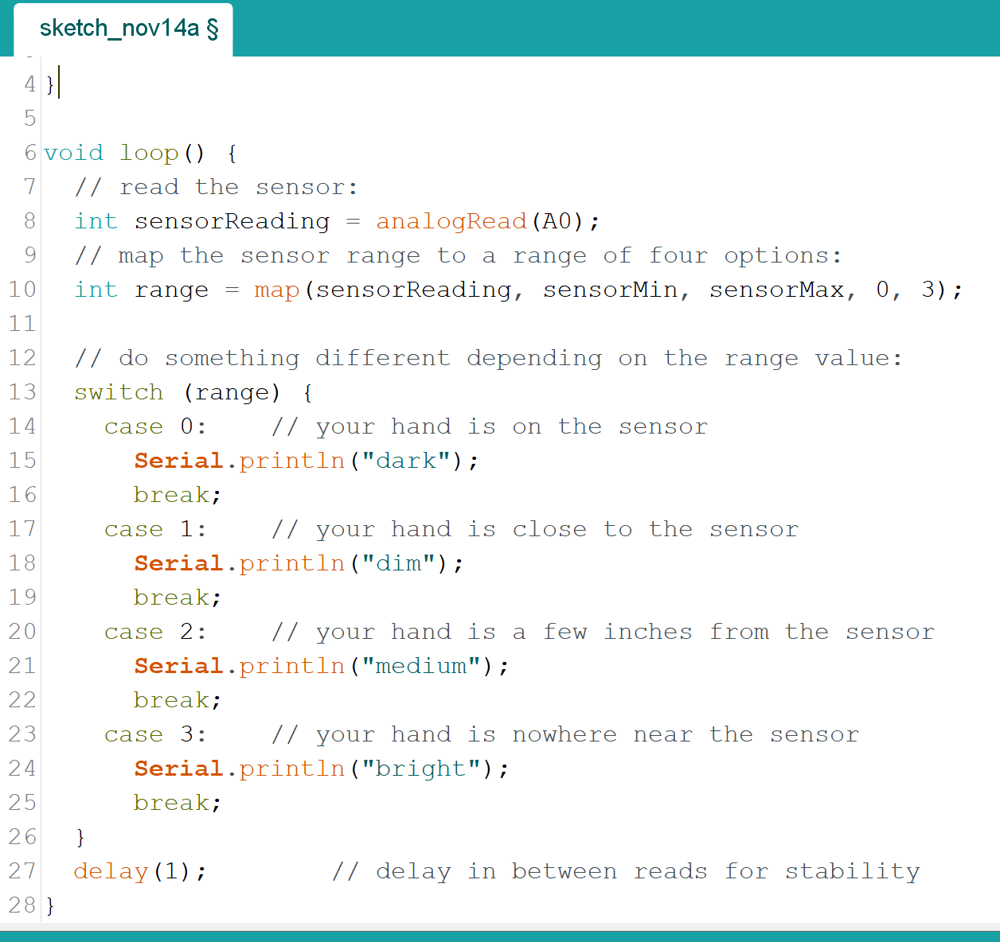 sketch_nov14a §
4 }
5
6 void loop() {
7   // read the sensor:
8   int sensorReading = analogRead(A0);
9   // map the sensor range to a range of four options:
10   int range = map(sensorReading, sensorMin, sensorMax, 0, 3);
11
12   // do something different depending on the range value:
13   switch (range) {
14     case 0:    // your hand is on the sensor
15       Serial.println("dark");
16       break;
17     case 1:    // your hand is close to the sensor
18       Serial.println("dim");
19       break;
20     case 2:    // your hand is a few inches from the sensor
21       Serial.println("medium");
22       break;
23     case 3:    // your hand is nowhere near the sensor
24       Serial.println("bright");
25       break;
26   }
27   delay(1);        // delay in between reads for stability
28 }